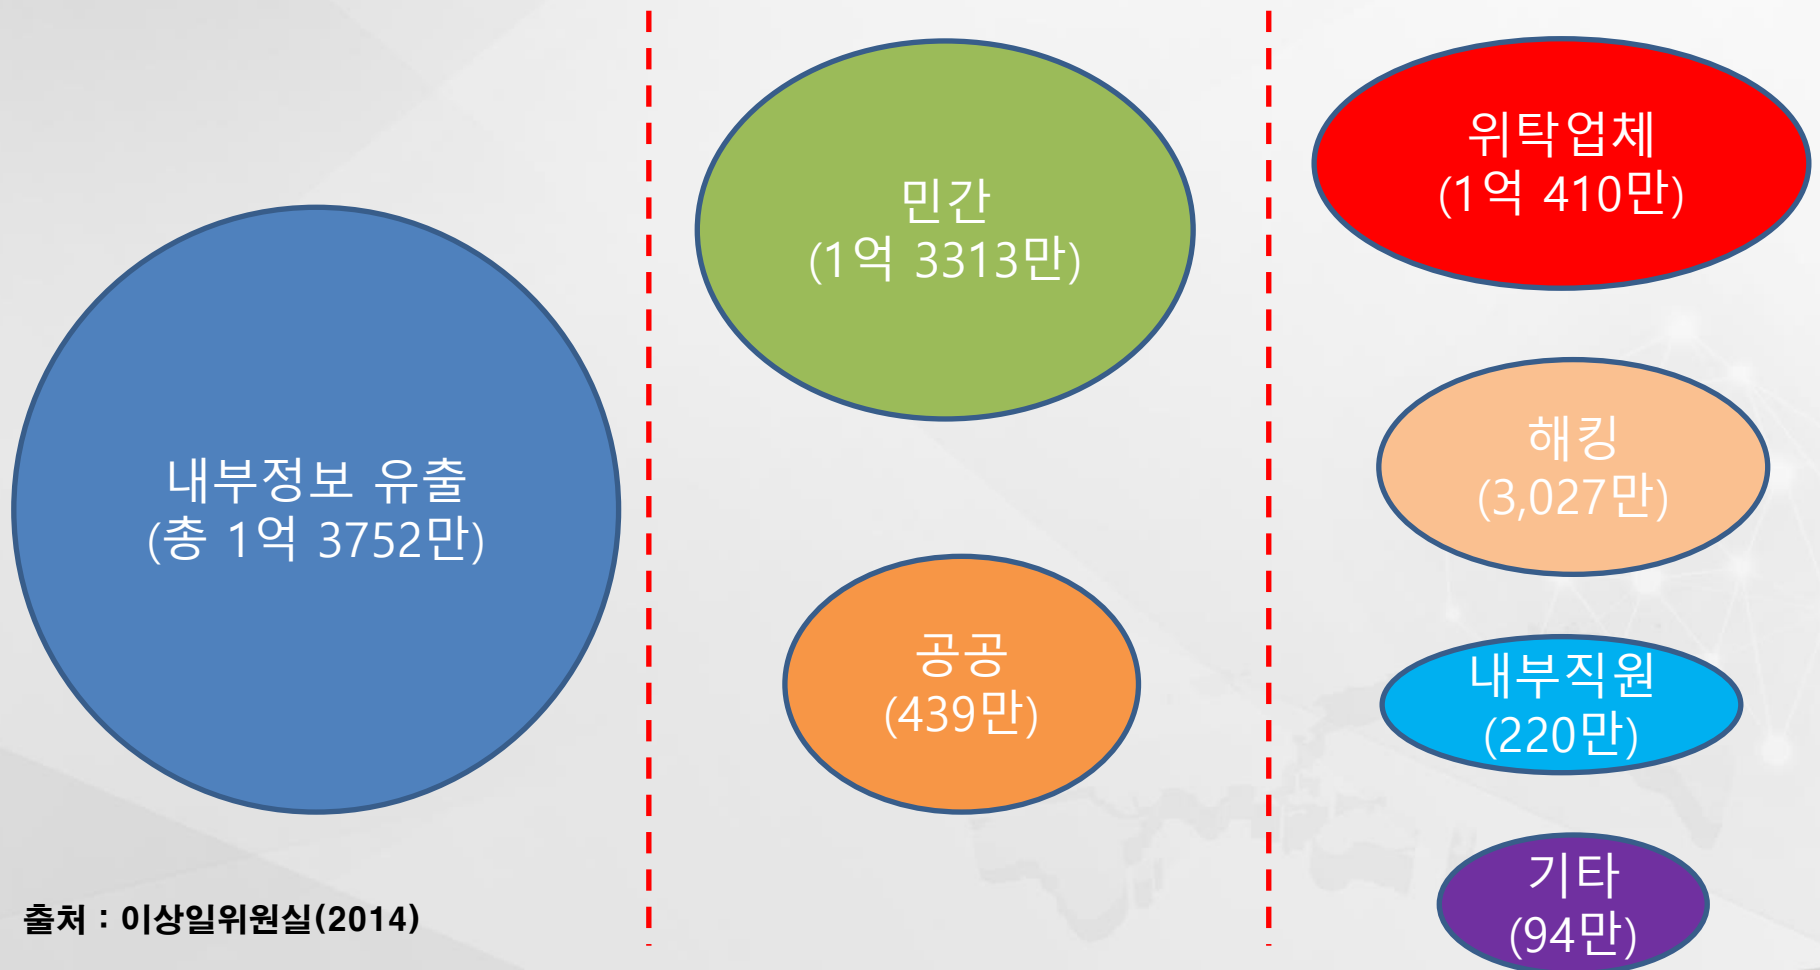 내부정보 유출
(총 1억 3752만)
민간
(1억 3313만)
공공
(439만)
위탁업체
(1억 410만)
해킹
(3,027만)
내부직원
(220만)
기타
(94만)
출처 : 이상일위원실(2014)